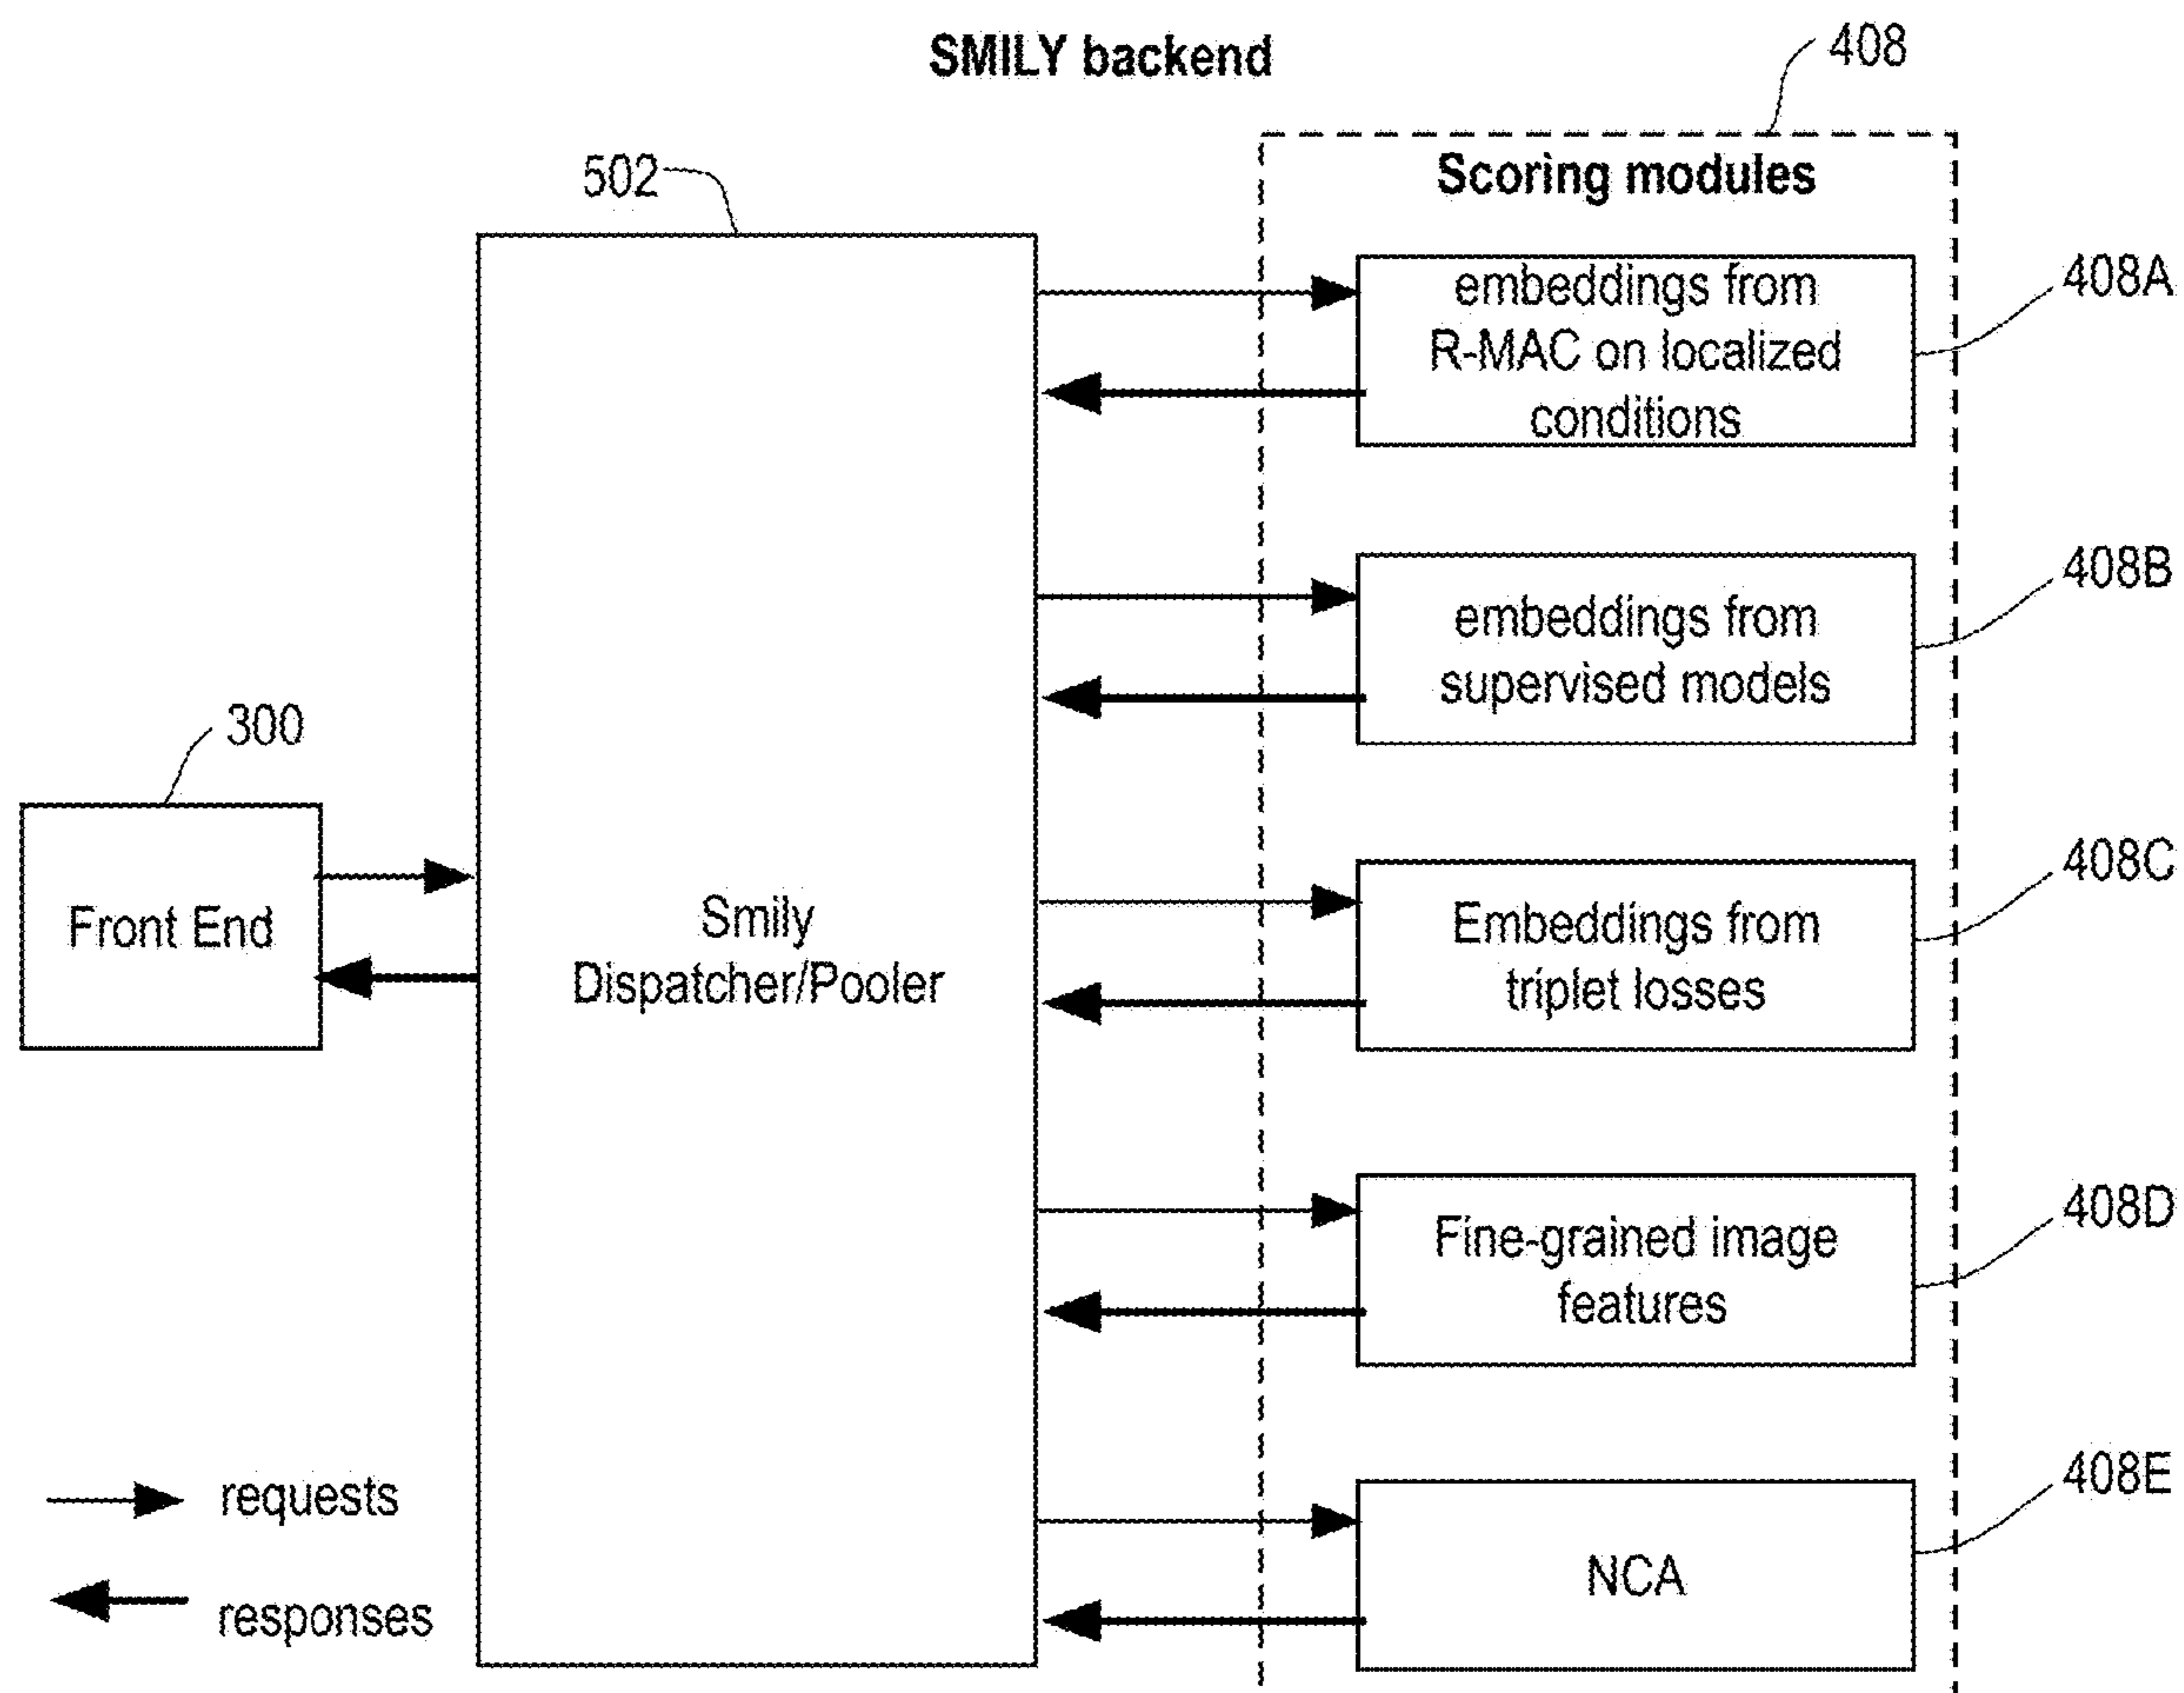 SMILY backend
408
502
Scoring modules
embeddings from
R-MAC on localized
conditions
408A
embeddings from
supervised models
408B
300
Front End
Smily
Dispatcher/Pooler
Embeddings from
triplet losses
408C
Fine-grained image
features
408D
NCA
408E
requests
responses